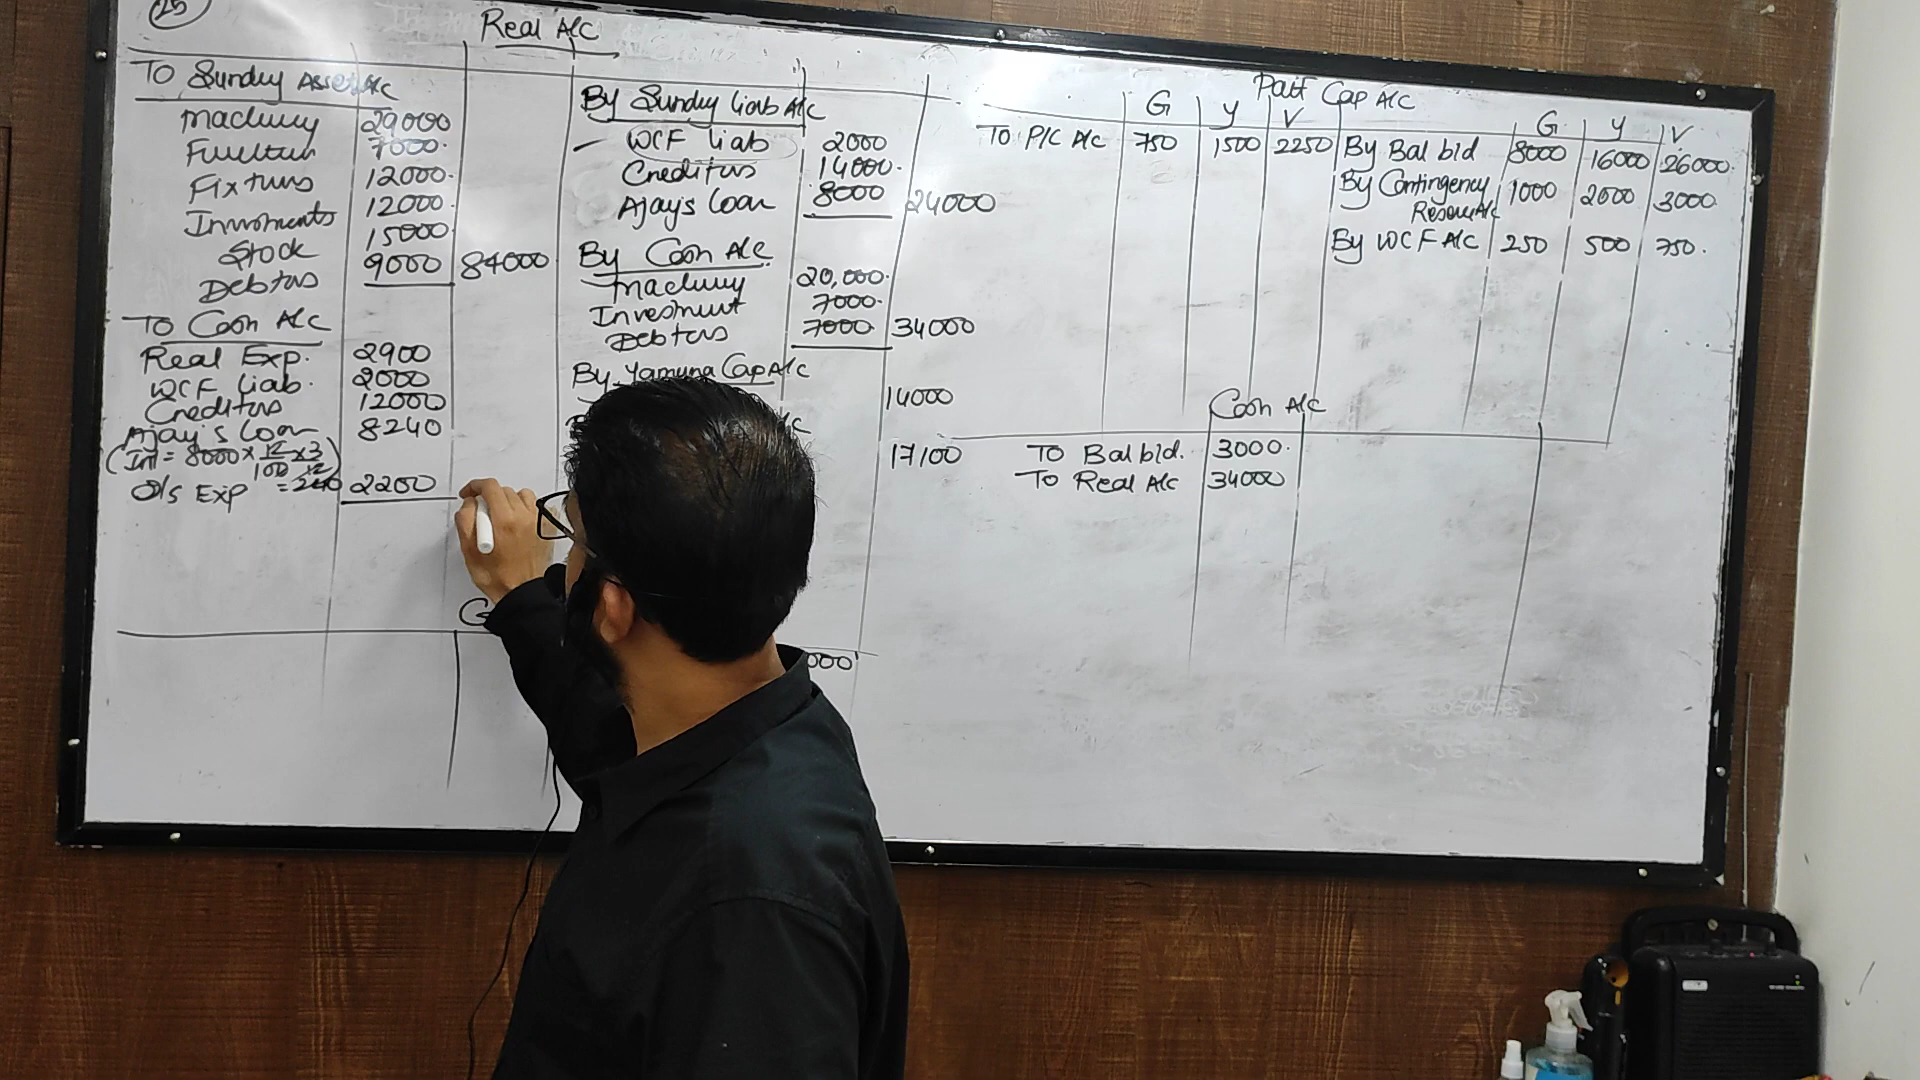 25
Real A/c
To Sundry Assets A/c
Machinery 29000
Furniture 7000
Fixtures 12000
Investments 12000
Stock 15000
Debtors 9000 84000
To Cash A/c
Real Exp. 2900
WCF Liab. 2000
Creditors 12000
Ajay's Loan 8240
(Int = 8000 × 12/100 × 3/12
= 240)
O/s Exp 2200
By Sundry Liab A/c
WCF Liab 2000
Creditors 14000
Ajay's Loan 8000 24000
By Cash A/c
Machinery 20,000
Investment 7000
Debtors 7000 34000
By Yamuna Cap A/c
14000
17100
000
Part Cap A/c
G Y V G Y V
To P/C A/c 750 1500 2250 By Bal b/d 8000 16000 26000
By Contingency
Reserve A/c 1000 2000 3000
By WCF A/c 250 500 750
Cash A/c
To Bal b/d. 3000
To Real A/c 34000